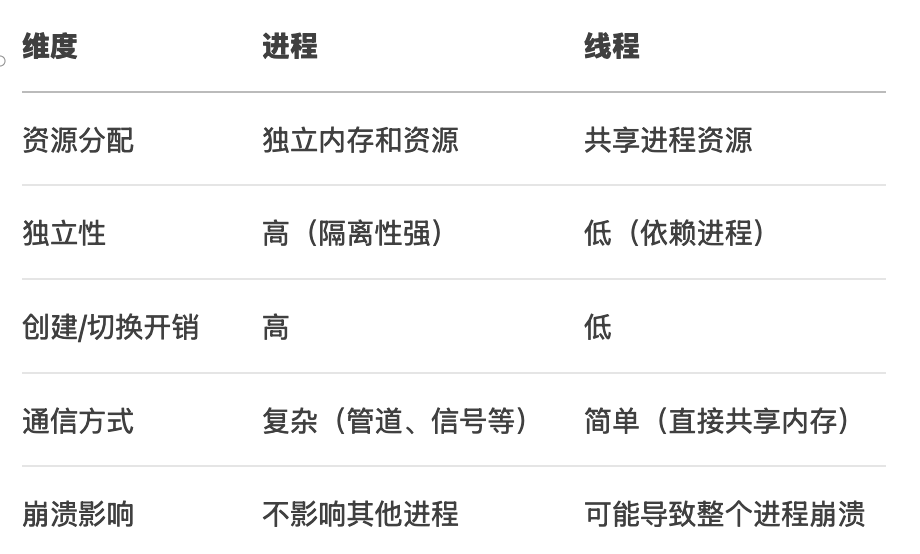 维度 进程 线程
资源分配 独立内存和资源 共享进程资源
独立性 高（隔离性强） 低（依赖进程）
创建/切换开销 高 低
通信方式 复杂（管道、信号等） 简单（直接共享内存）
崩溃影响 不影响其他进程 可能导致整个进程崩溃